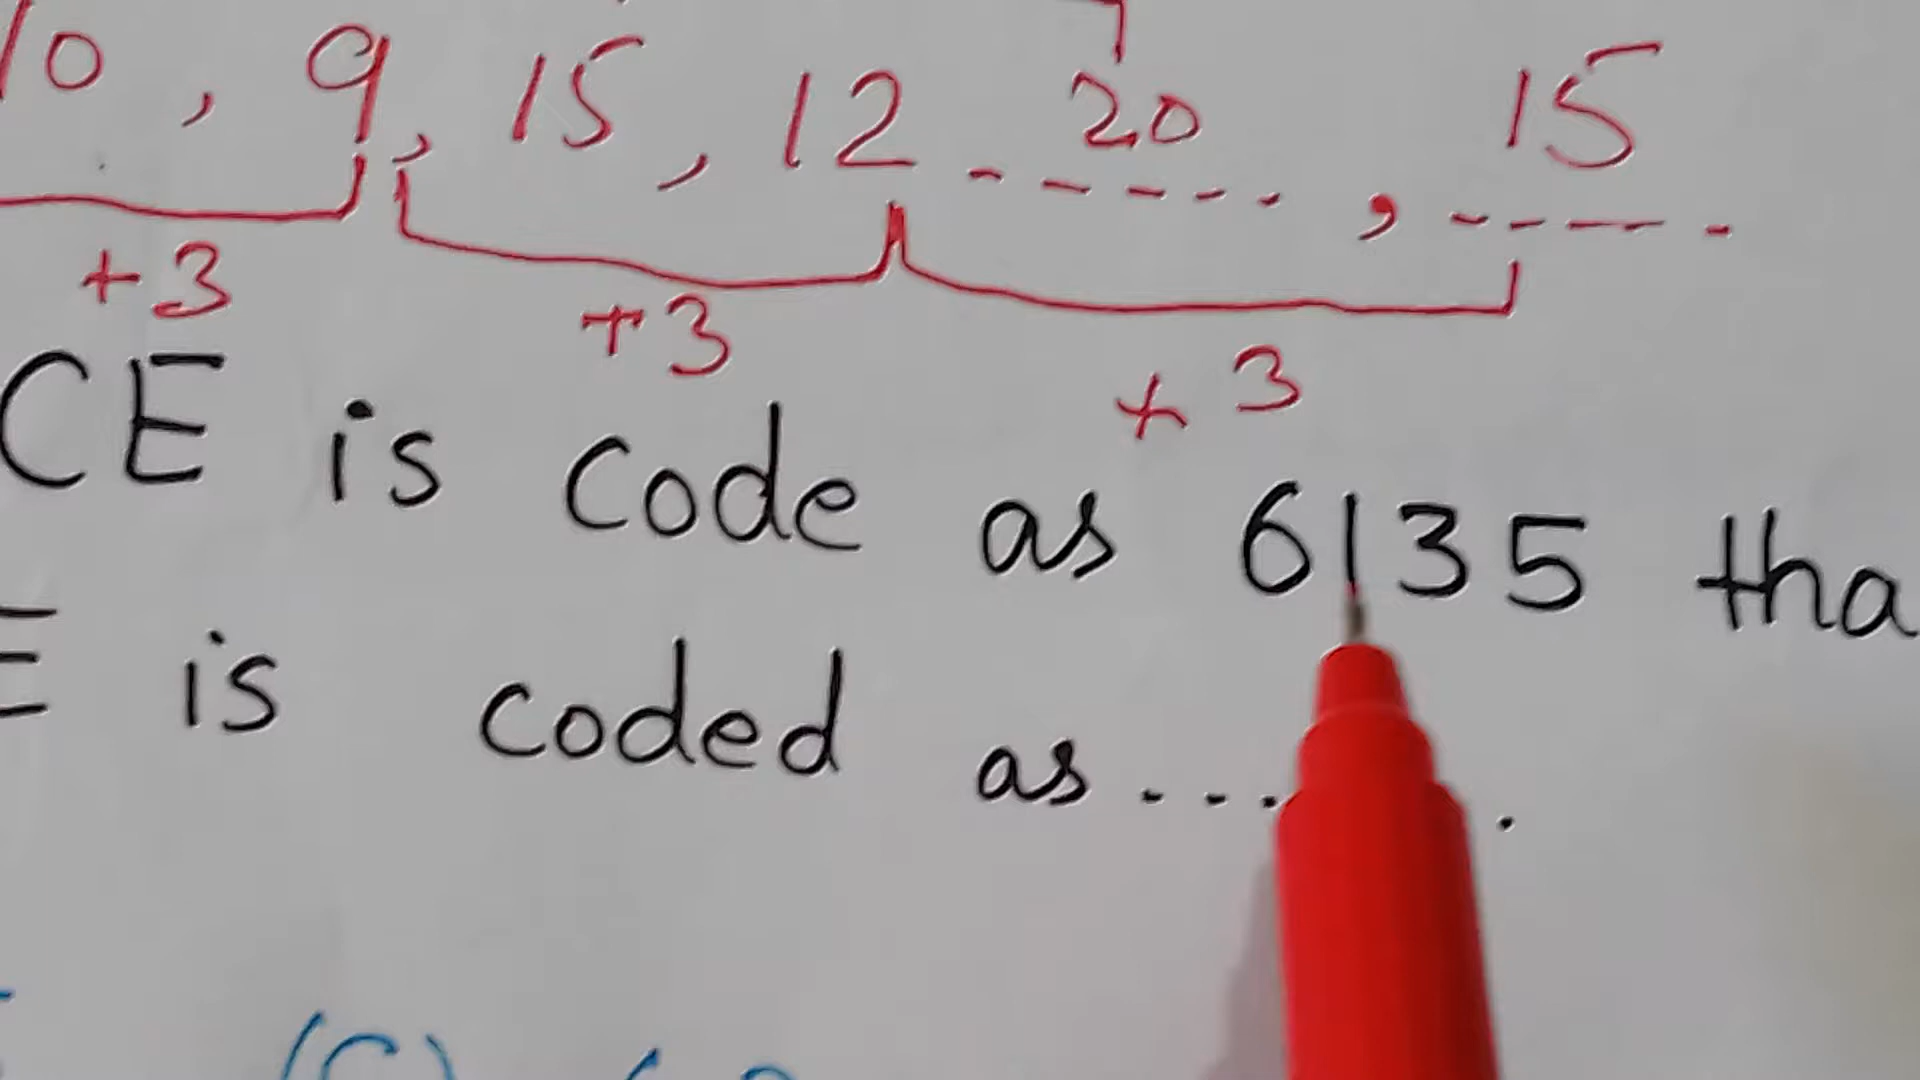 10, 9, 15, 12 ----- 20, ----- 15
+3 +3 +3
CE is code as 6135 tha
E is coded as ....
(C)